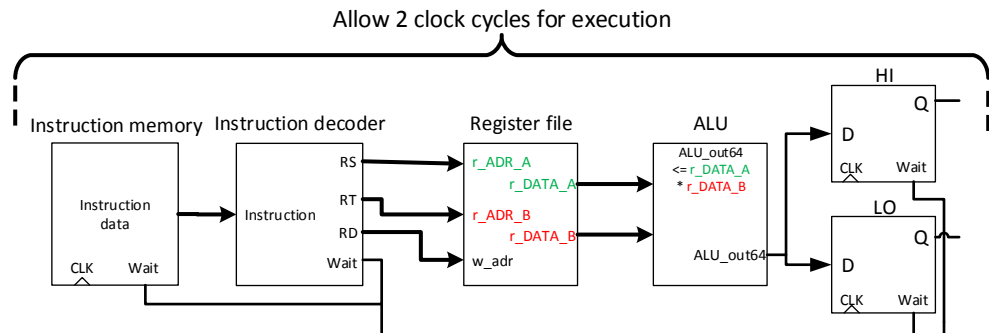 Allow 2 clock cycles for execution
Instruction memory
Instruction
data
CLK
Wait
Instruction decoder
Instruction
RS
RT
RD
Wait
Register file
r_ADR_A
r_DATA_A
r_ADR_B
r_DATA_B
w_adr
ALU
ALU_out64
<= r_DATA_A
* r_DATA_B
ALU_out64
HI
Q
D
CLK
Wait
LO
Q
D
CLK
Wait